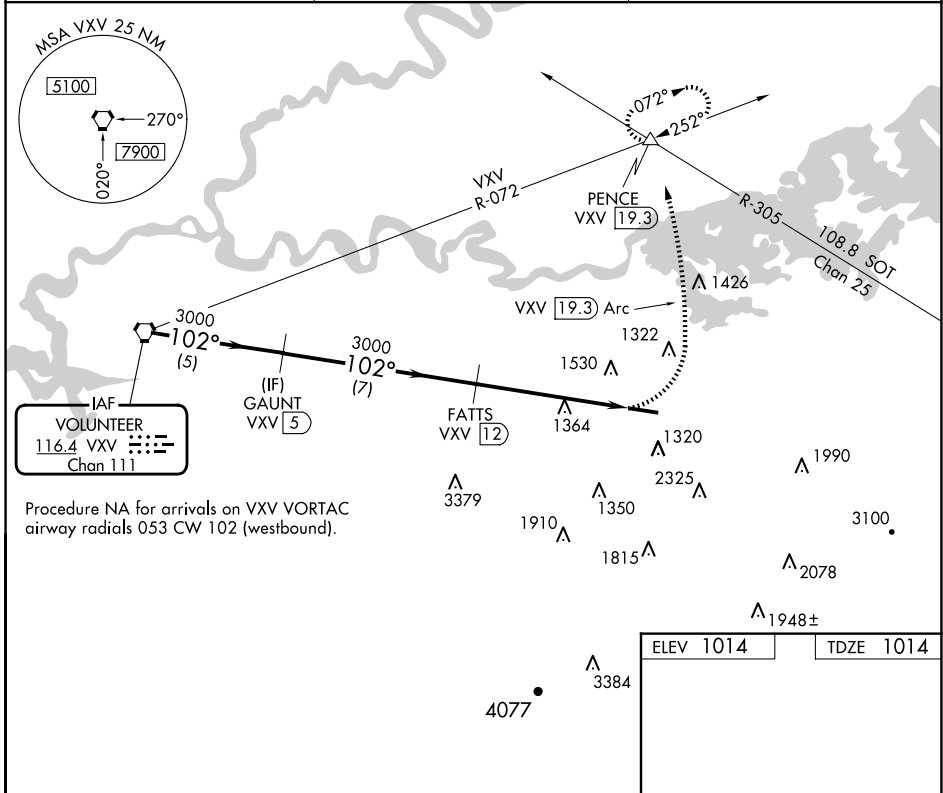 MSA VXV 25 NM
5100
270°
7900
020°
072°
252°
PENCE
VXV 19.3
VXV
R-072
R-305
108.8 SOT
Chan 25
1426
VXV 19.3 Arc
1322
1530
3000
102°
(5)
3000
102°
(7)
(IF)
GAUNT
VXV 5
FATTS
VXV 12
1364
IAF
VOLUNTEER
116.4 VXV
Chan 111
1320
1990
3379
1350
2325
Procedure NA for arrivals on VXV VORTAC
airway radials 053 CW 102 (westbound).
1910
1815
3100
2078
1948±
ELEV 1014
TDZE 1014
3384
4077